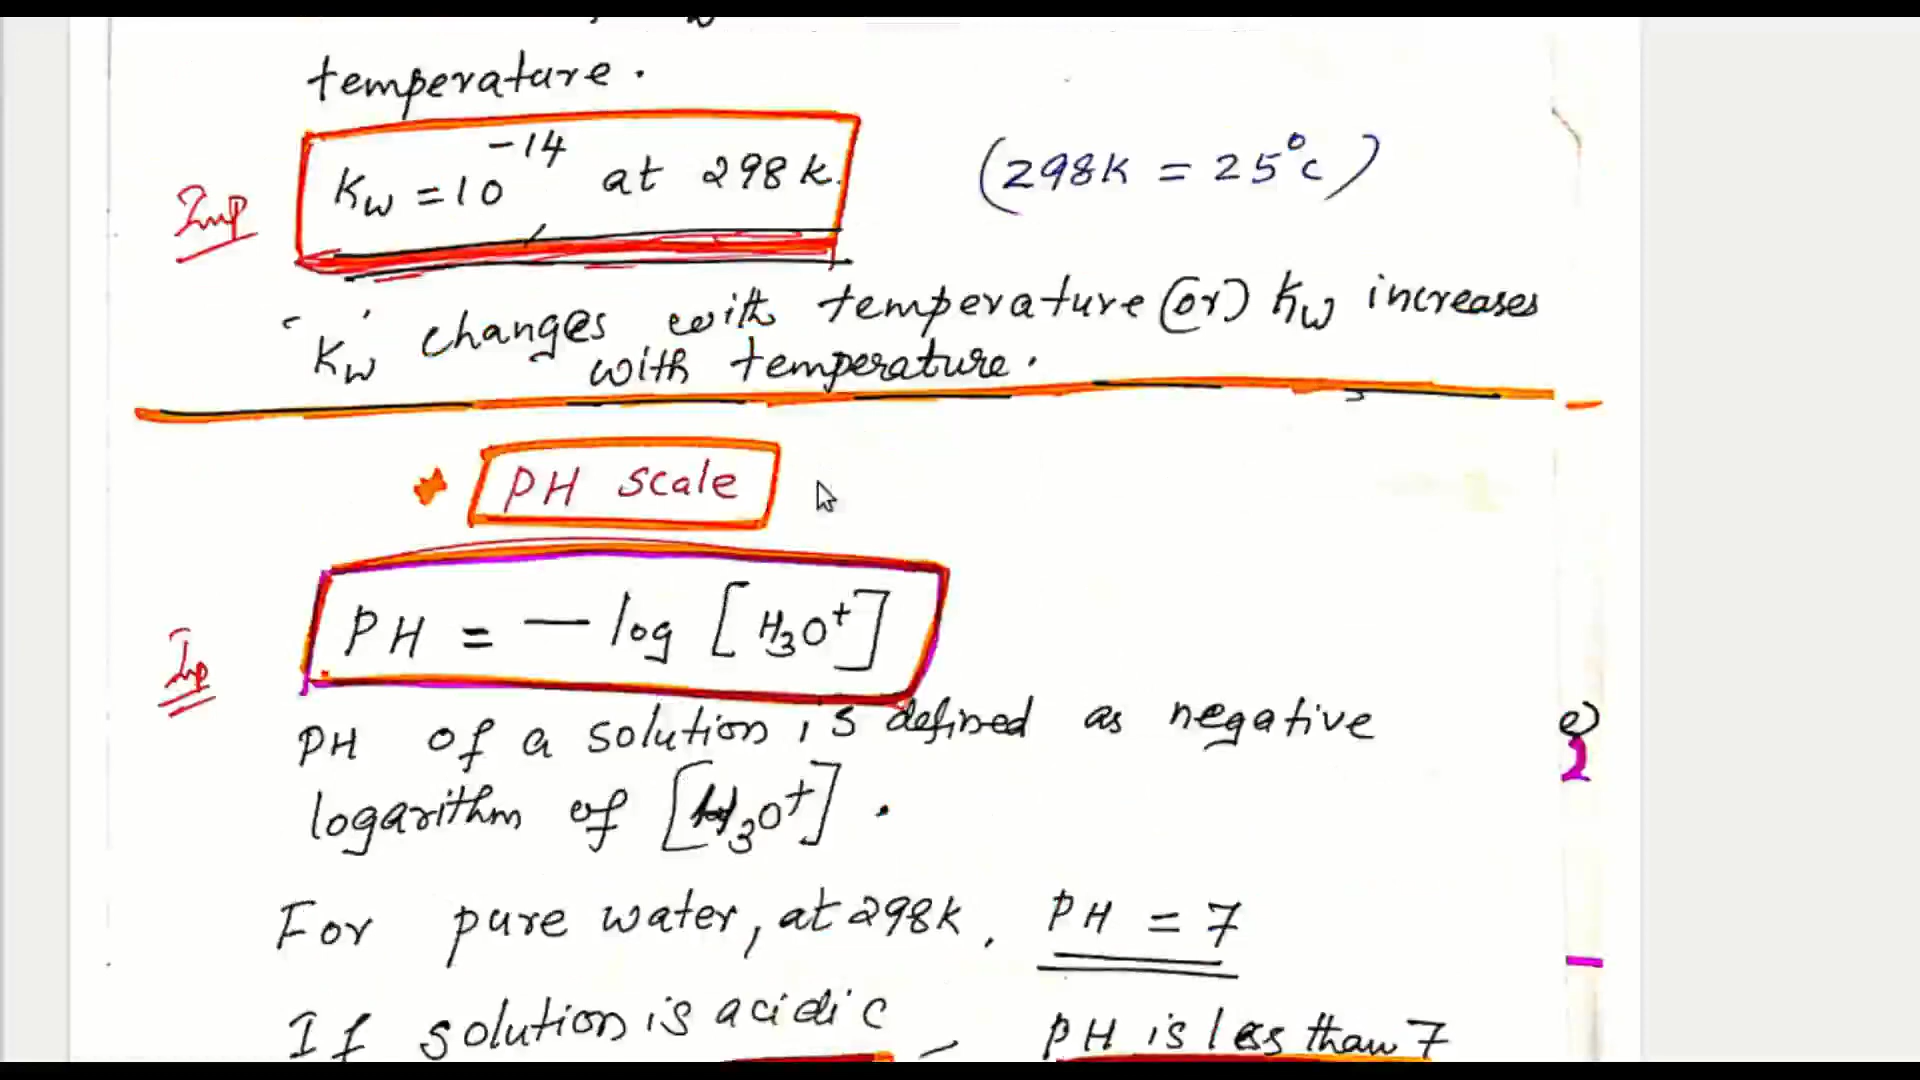 temperature.
Imp
Kw = 10⁻¹⁴ at 298 k.
(298K = 25°c)
'Kw' changes with temperature (or) Kw increases
with temperature.
PH scale
Imp
PH = - log [H₃O⁺]
PH of a solution is defined as negative
logarithm of [H₃O⁺].
For pure water, at 298k, PH = 7
If solution is acidic PH is less than 7